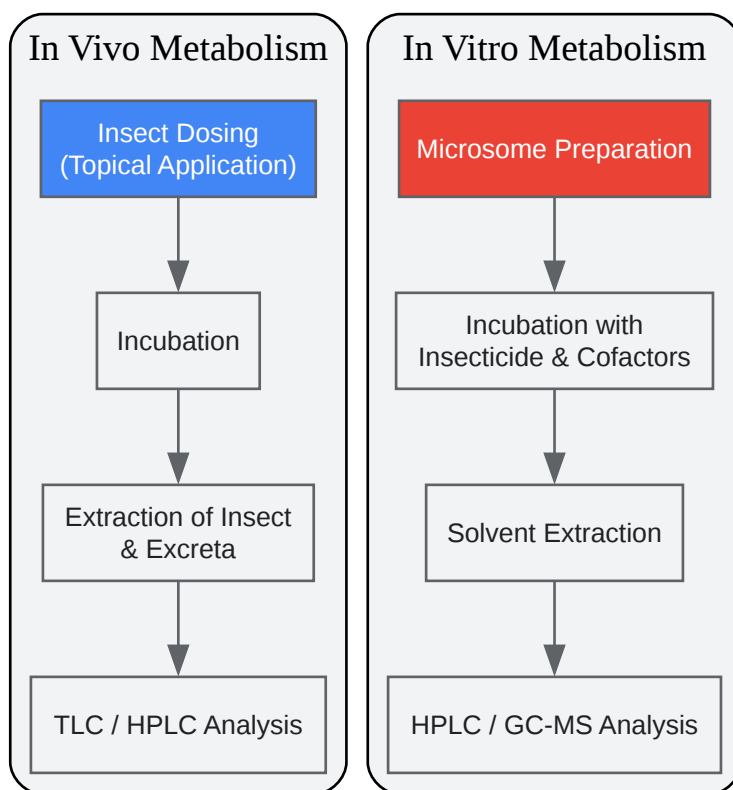 In Vivo Metabolism
Insect Dosing
(Topical Application)
Incubation
Extraction of Insect
& Excreta
TLC / HPLC Analysis
In Vitro Metabolism
Microsome Preparation
Incubation with
Insecticide & Cofactors
Solvent Extraction
HPLC / GC-MS Analysis